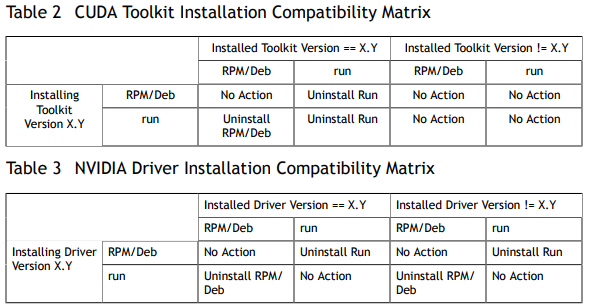 Table 2 CUDA Toolkit Installation Compatibility Matrix
Installed Toolkit Version == X.Y Installed Toolkit Version != X.Y
RPM/Deb run RPM/Deb run
Installing Toolkit Version X.Y RPM/Deb No Action Uninstall Run No Action No Action
run Uninstall RPM/Deb Uninstall Run No Action No Action
Table 3 NVIDIA Driver Installation Compatibility Matrix
Installed Driver Version == X.Y Installed Driver Version != X.Y
RPM/Deb run RPM/Deb run
Installing Driver Version X.Y RPM/Deb No Action Uninstall Run No Action Uninstall Run
run Uninstall RPM/Deb No Action Uninstall RPM/Deb No Action